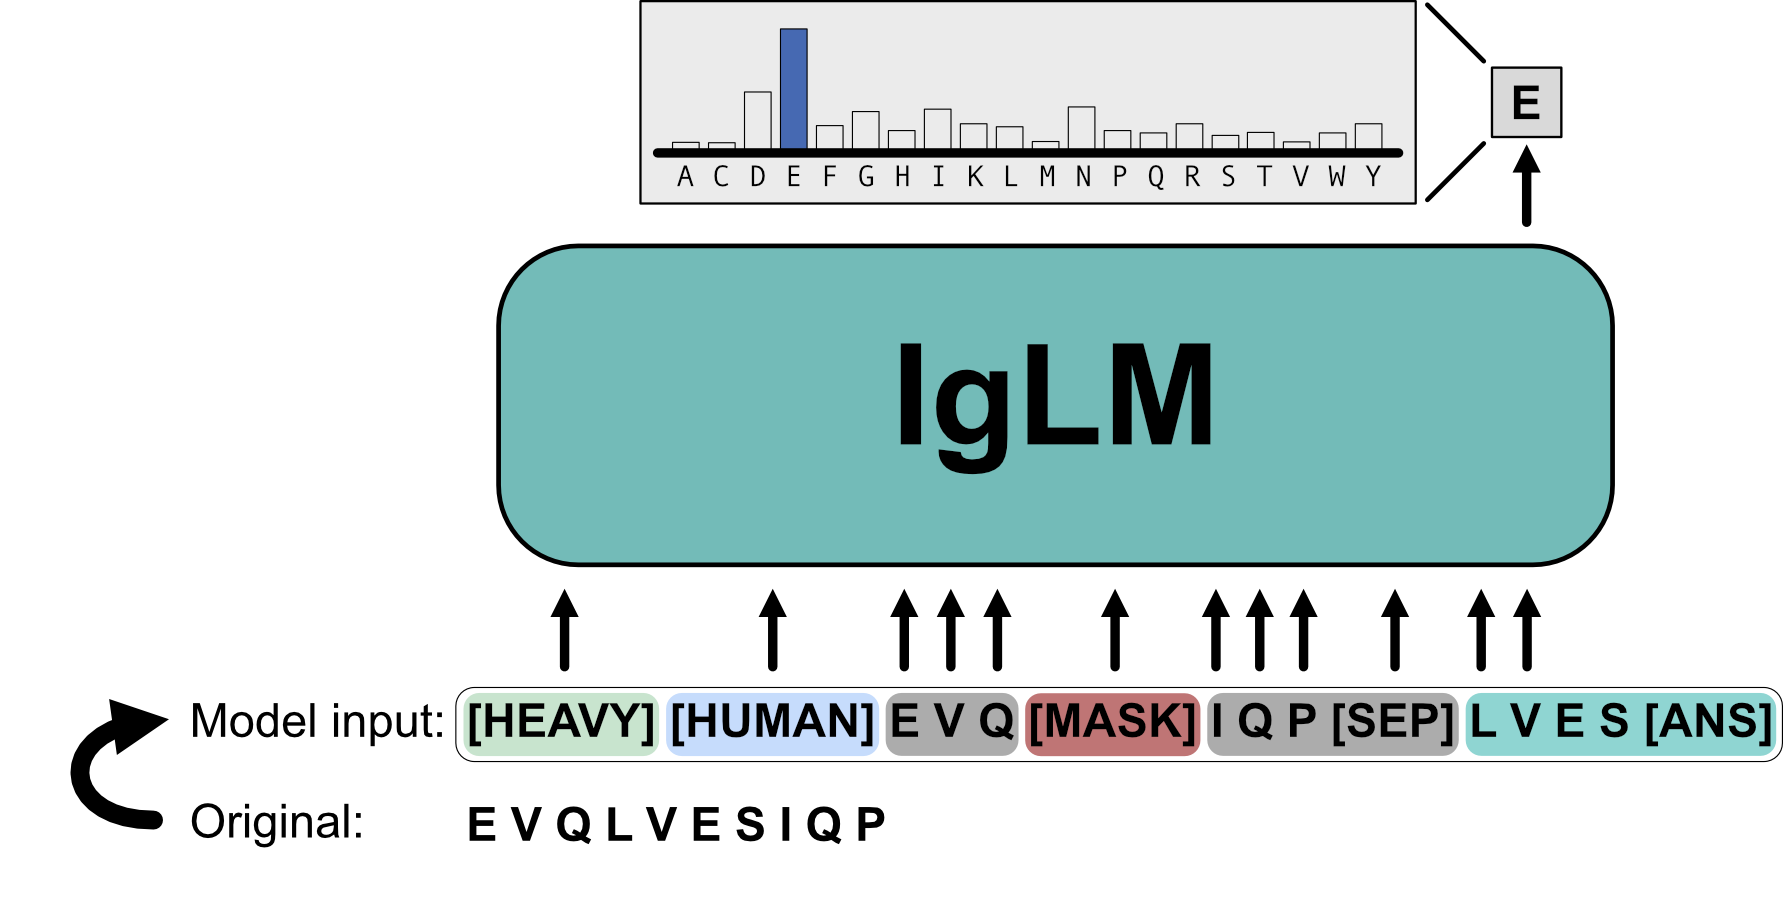 A C D E F G H I K L M N P Q R S T V W Y
E
IgLM
Model input: [HEAVY] [HUMAN] E V Q [MASK] I Q P [SEP] L V E S [ANS]
Original: E V Q L V E S I Q P